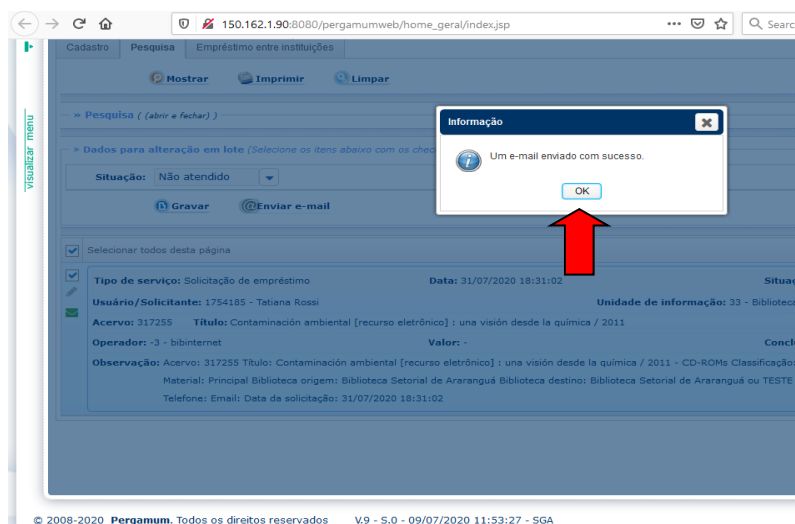 150.162.1.90:8080/pergamumweb/home_geral/index.jsp
Searc
Cadastro Pesquisa Empréstimo entre instituições
Mostrar Imprimir Limpar
» Pesquisa ( (abrir e fechar) )
Informação
Um e-mail enviado com sucesso.
OK
» Dados para alteração em lote (Selecione os itens abaixo com os chec
Situação: Não atendido
Gravar @Enviar e-mail
visualizar menu
Selecionar todos desta página
Tipo de serviço: Solicitação de empréstimo Data: 31/07/2020 18:31:02 Situaç
Usuário/Solicitante: 1754185 - Tatiana Rossi Unidade de informação: 33 - Biblioteca
Acervo: 317255 Título: Contaminación ambiental [recurso eletrônico] : una visión desde la química / 2011
Operador: -3 - bibinternet Valor: - Conclu
Observação: Acervo: 317255 Título: Contaminación ambiental [recurso eletrônico] : una visión desde la química / 2011 - CD-ROMs Classificação:
Material: Principal Biblioteca origem: Biblioteca Setorial de Araranguá Biblioteca destino: Biblioteca Setorial de Araranguá ou TESTE
Telefone: Email: Data da solicitação: 31/07/2020 18:31:02
© 2008-2020 Pergamum. Todos os direitos reservados V.9 - S.0 - 09/07/2020 11:53:27 - SGA